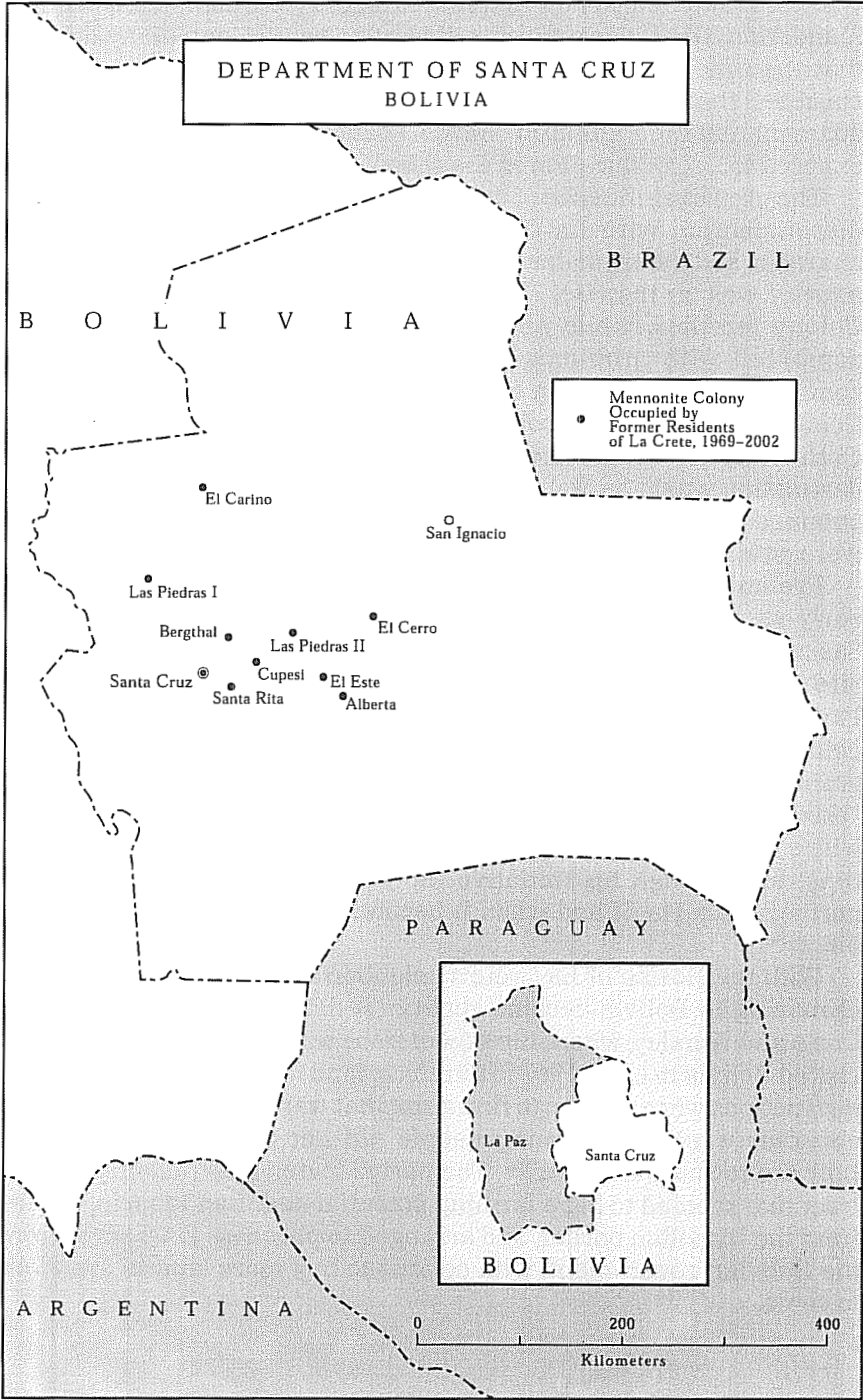 DEPARTMENT OF SANTA CRUZ
BOLIVIA
BRAZIL
BOLIVIA
Mennonite Colony
Occupied by
Former Residents
of La Crete, 1969–2002
El Carino
San Ignacio
Las Piedras I
Bergthal
Las Piedras II
El Cerro
Santa Cruz
Cupesi
El Este
Santa Rita
Alberta
PARAGUAY
La Paz
Santa Cruz
BOLIVIA
ARGENTINA
0 200 400
Kilometers